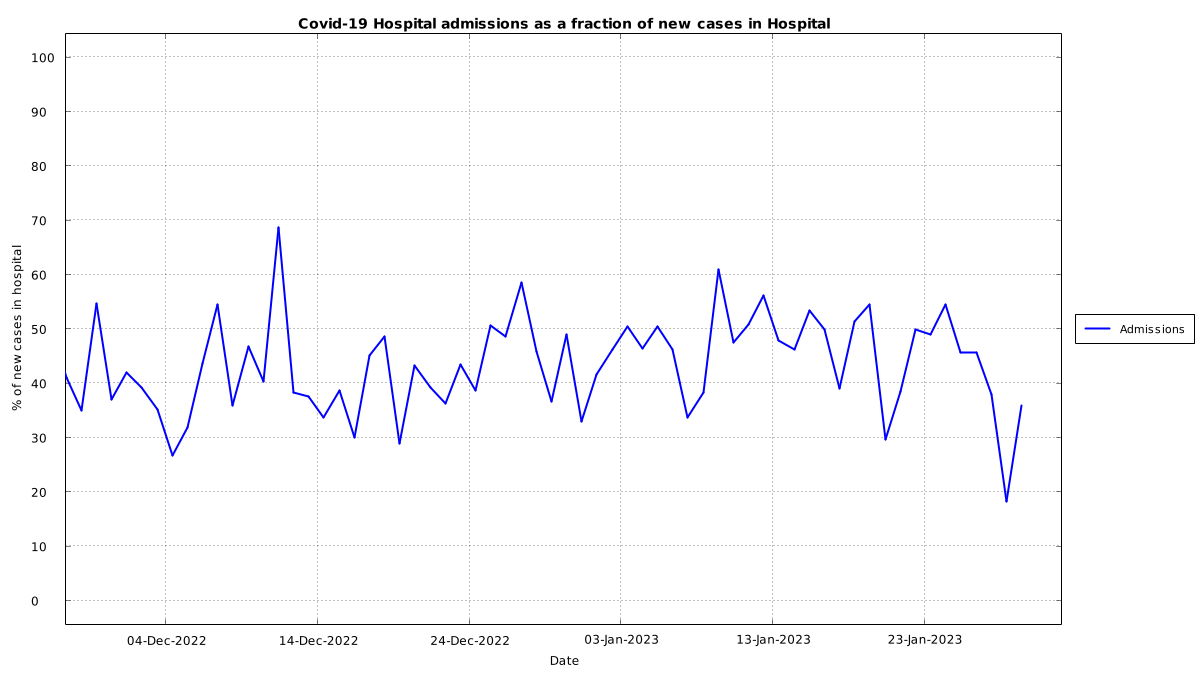 Covid-19 Hospital admissions as a fraction of new cases in Hospital
100
90
80
70
60
50
40
30
20
10
0
% of new cases in hospital
04-Dec-2022 14-Dec-2022 24-Dec-2022 03-Jan-2023 13-Jan-2023 23-Jan-2023
Date
Admissions